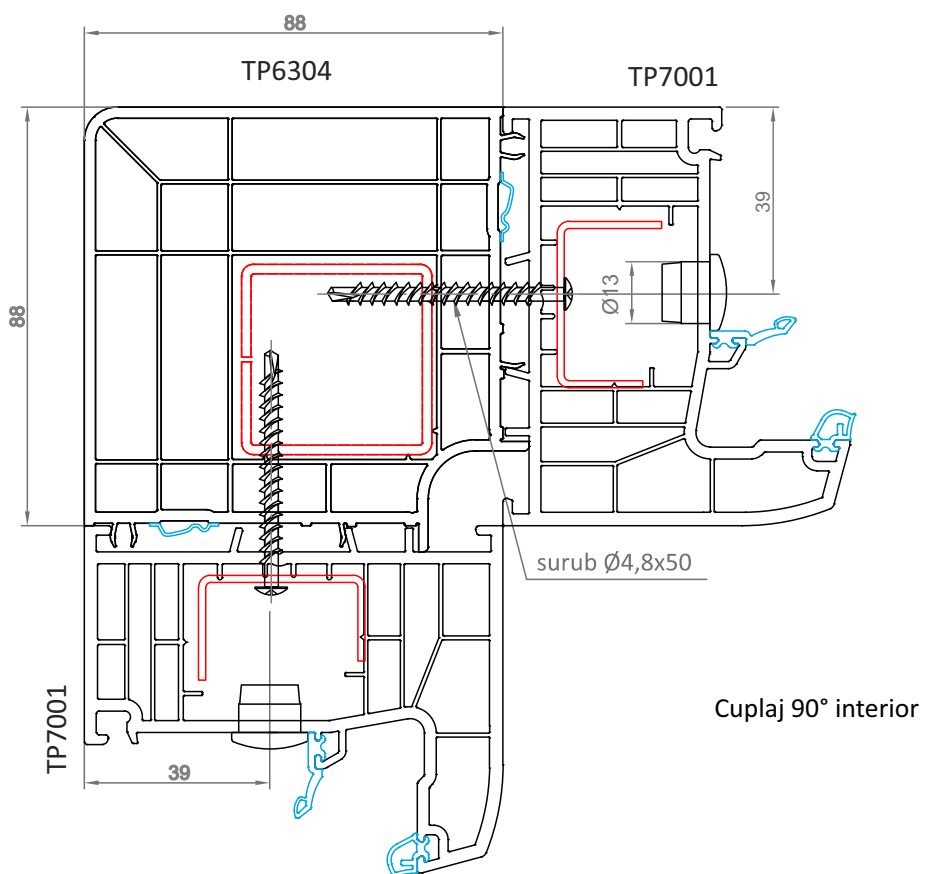 88
TP6304
TP7001
88
39
Ø13
surub Ø4,8x50
TP7001
Cuplaj 90° interior
39